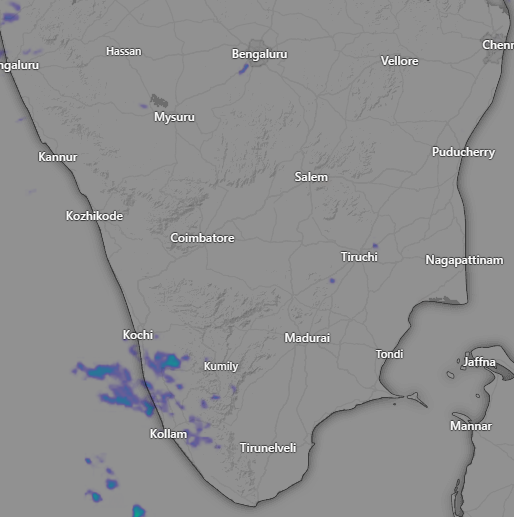 Hassan
Bengaluru
Chenn
ngaluru
Vellore
Mysuru
Kannur
Puducherry
Salem
Kozhikode
Coimbatore
Tiruchi
Nagapattinam
Kochi
Madurai
Tondi
Kumily
Jaffna
Kollam
Mannar
Tirunelveli